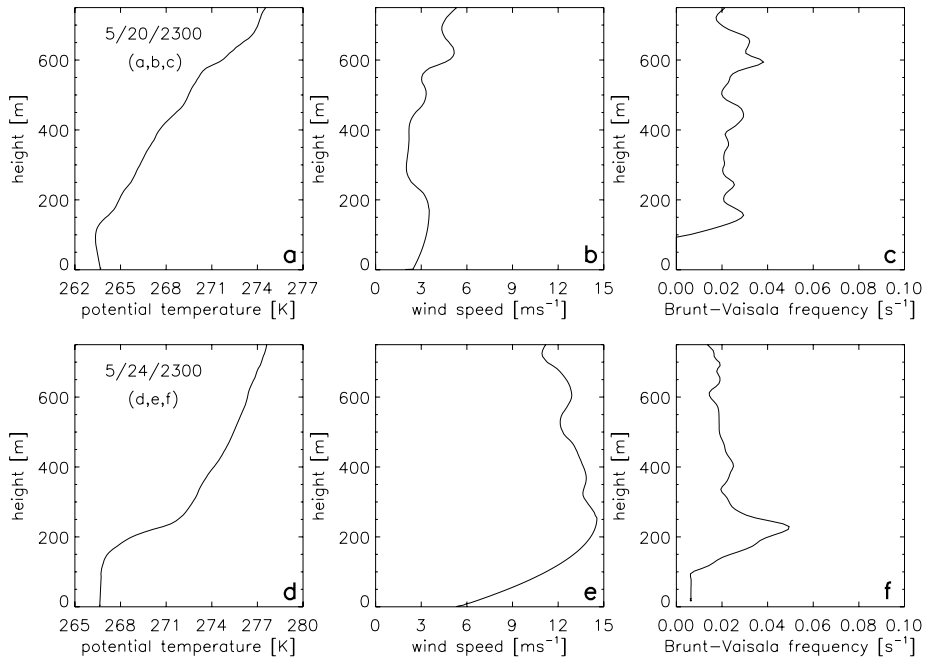 5/20/2300
(a,b,c)
height [m]
600
400
200
0
262 265 268 271 274 277
potential temperature [K]
a
height [m]
600
400
200
0
0 3 6 9 12 15
wind speed [ms⁻¹]
b
height [m]
600
400
200
0
0.00 0.02 0.04 0.06 0.08 0.10
Brunt-Vaisala frequency [s⁻¹]
c
5/24/2300
(d,e,f)
height [m]
600
400
200
0
265 268 271 274 277 280
potential temperature [K]
d
height [m]
600
400
200
0
0 3 6 9 12 15
wind speed [ms⁻¹]
e
height [m]
600
400
200
0
0.00 0.02 0.04 0.06 0.08 0.10
Brunt-Vaisala frequency [s⁻¹]
f